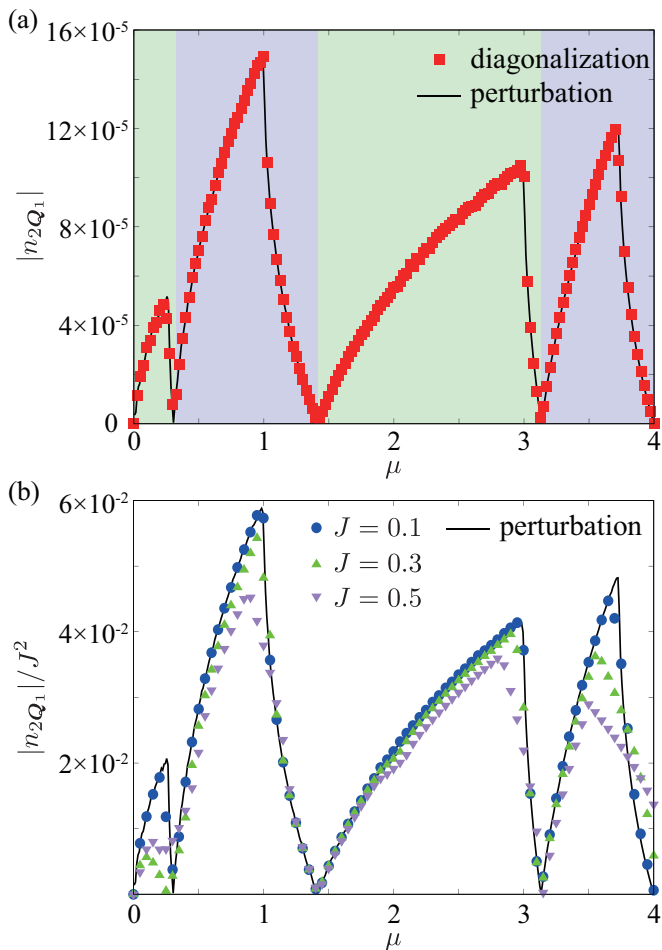 (a)
16×10⁻⁵
12×10⁻⁵
8×10⁻⁵
4×10⁻⁵
0
|n₂Q₁|
diagonalization
perturbation
0 1 2 3 4
μ
(b)
6×10⁻²
4×10⁻²
2×10⁻²
|n₂Q₁|/J²
J = 0.1
J = 0.3
J = 0.5
perturbation
0 1 2 3 4
μ